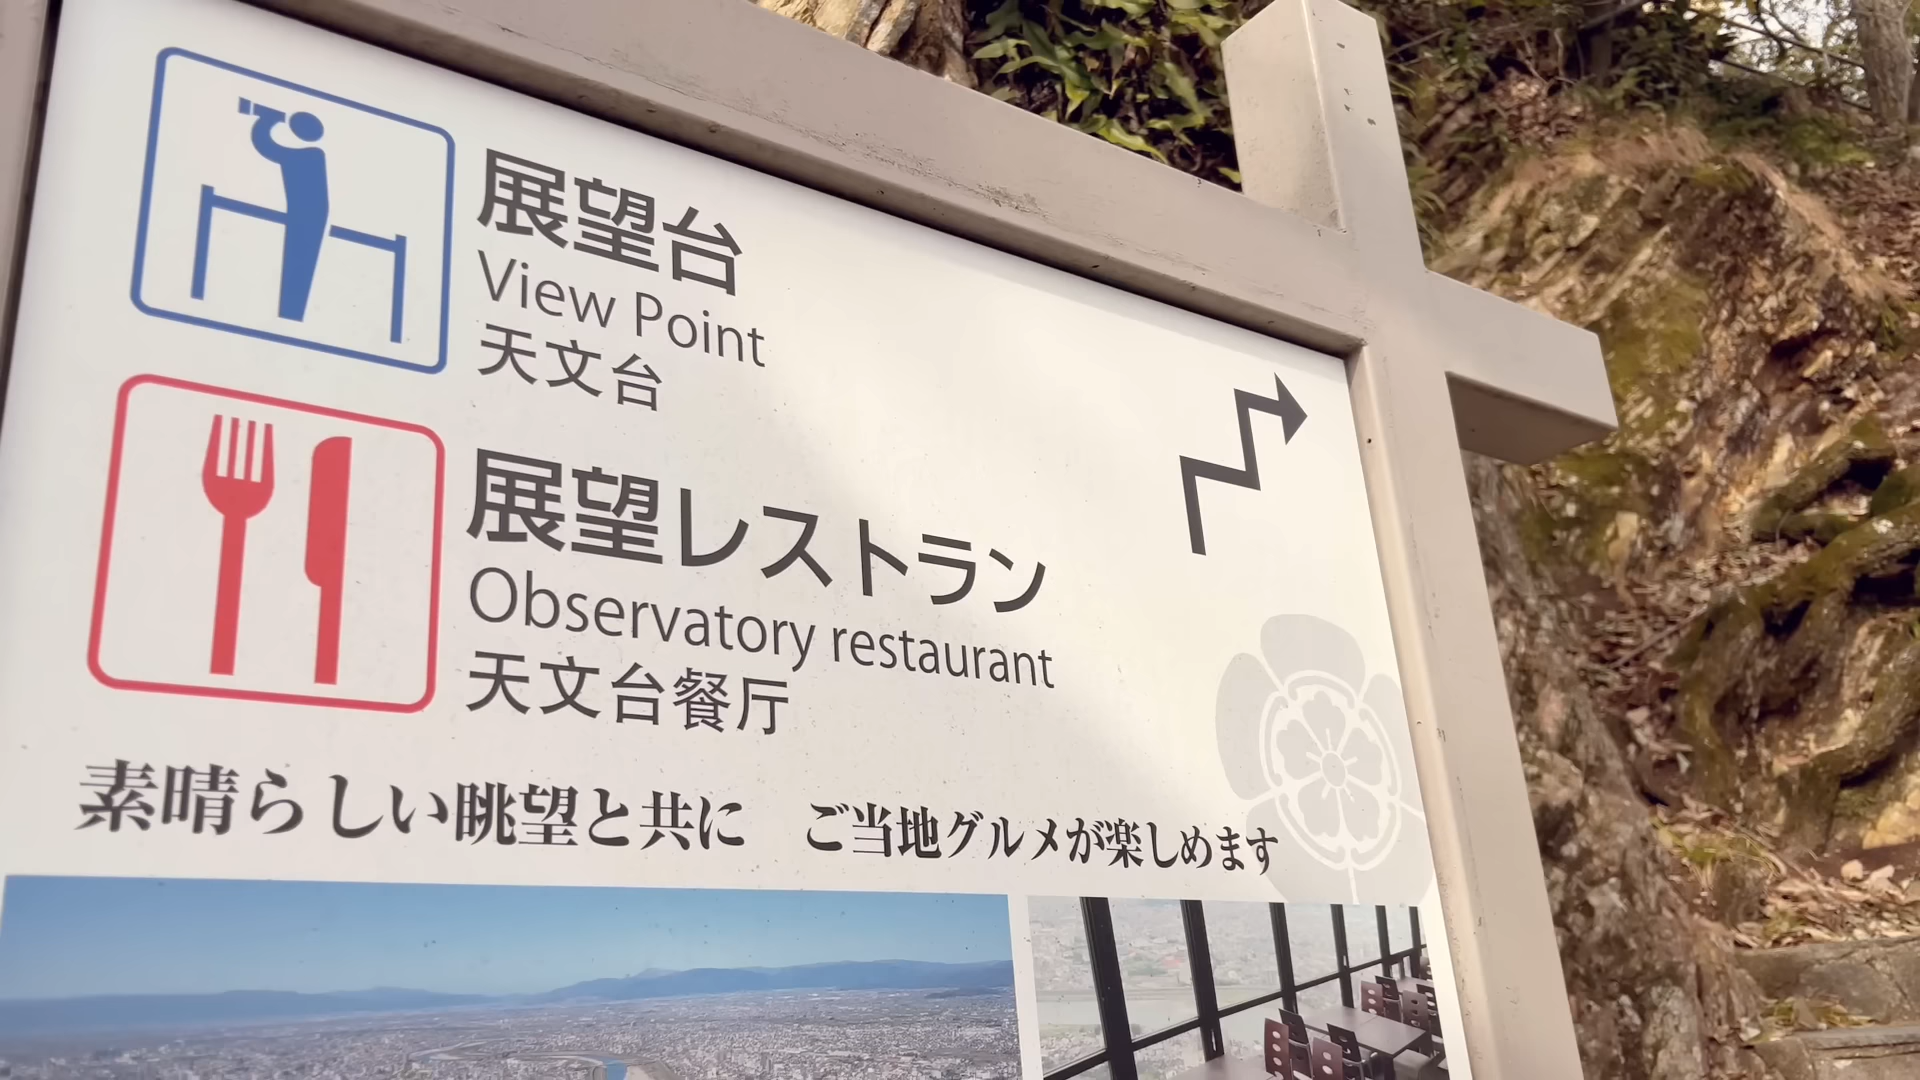 展望台
View Point
天文台
展望レストラン
Observatory restaurant
天文台餐厅
素晴らしい眺望と共に　ご当地グルメが楽しめます